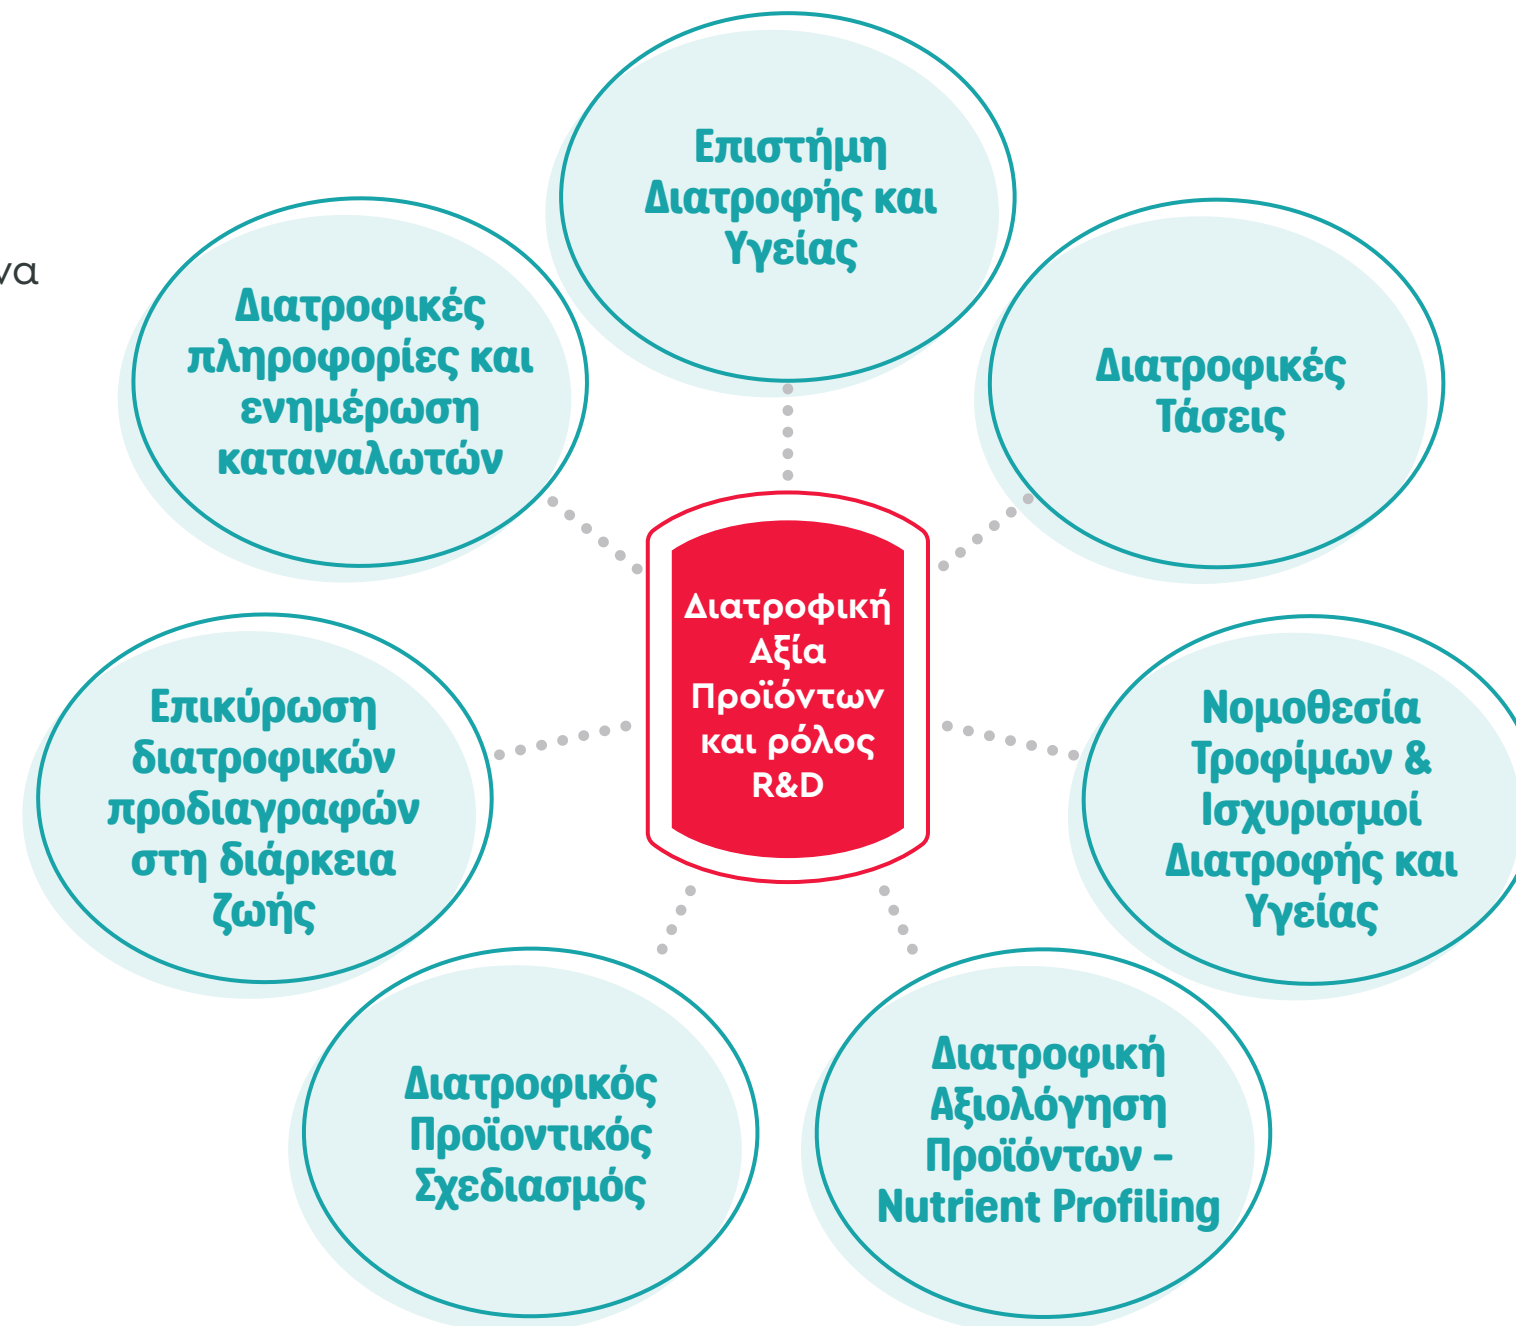 Επιστήμη
Διατροφής και
Υγείας
Διατροφικές
πληροφορίες και
ενημέρωση
καταναλωτών
Διατροφικές
Τάσεις
Διατροφική
Αξία
Προϊόντων
και ρόλος
R&D
Επικύρωση
διατροφικών
προδιαγραφών
στη διάρκεια
ζωής
Νομοθεσία
Τροφίμων &
Ισχυρισμοί
Διατροφής και
Υγείας
Διατροφικός
Προϊοντικός
Σχεδιασμός
Διατροφική
Αξιολόγηση
Προϊόντων –
Nutrient Profiling